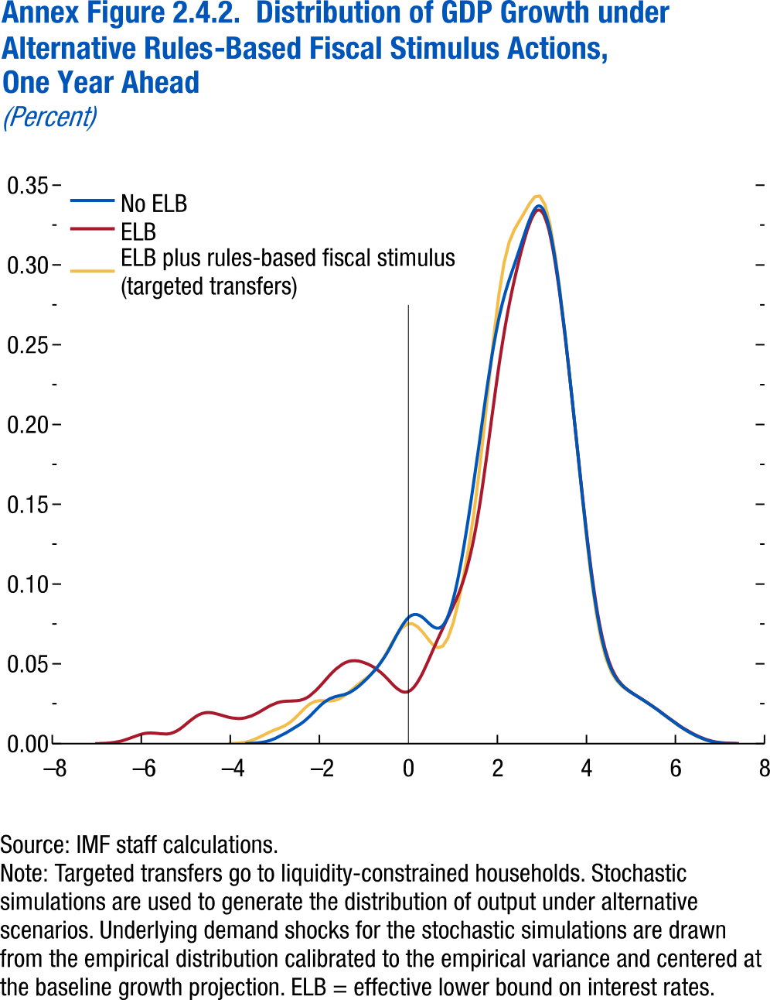 Annex Figure 2.4.2.  Distribution of GDP Growth under
Alternative Rules-Based Fiscal Stimulus Actions,
One Year Ahead
(Percent)
0.35
No ELB
ELB
ELB plus rules-based fiscal stimulus
(targeted transfers)
0.30
0.25
0.20
0.15
0.10
0.05
0.00
–8 –6 –4 –2 0 2 4 6 8
Source: IMF staff calculations.
Note: Targeted transfers go to liquidity-constrained households. Stochastic
simulations are used to generate the distribution of output under alternative
scenarios. Underlying demand shocks for the stochastic simulations are drawn
from the empirical distribution calibrated to the empirical variance and centered at
the baseline growth projection. ELB = effective lower bound on interest rates.